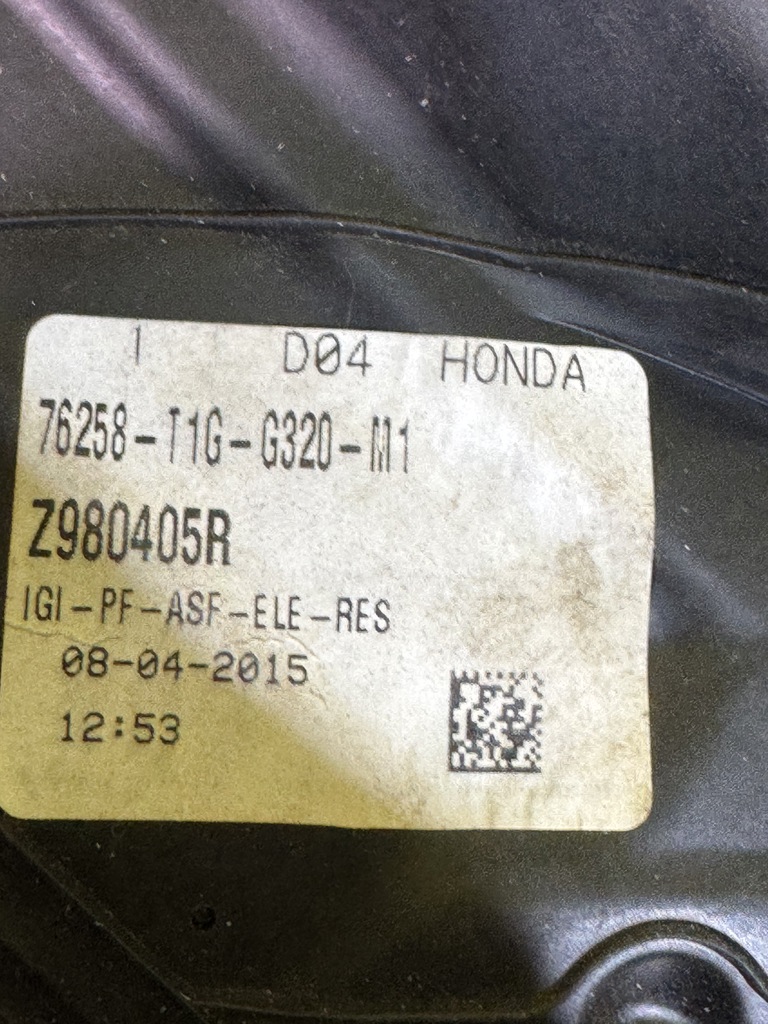 1 D04 HONDA
76258-T1G-G320-M1
Z980405R
IGI-PF-ASF-ELE-RES
08-04-2015
12:53